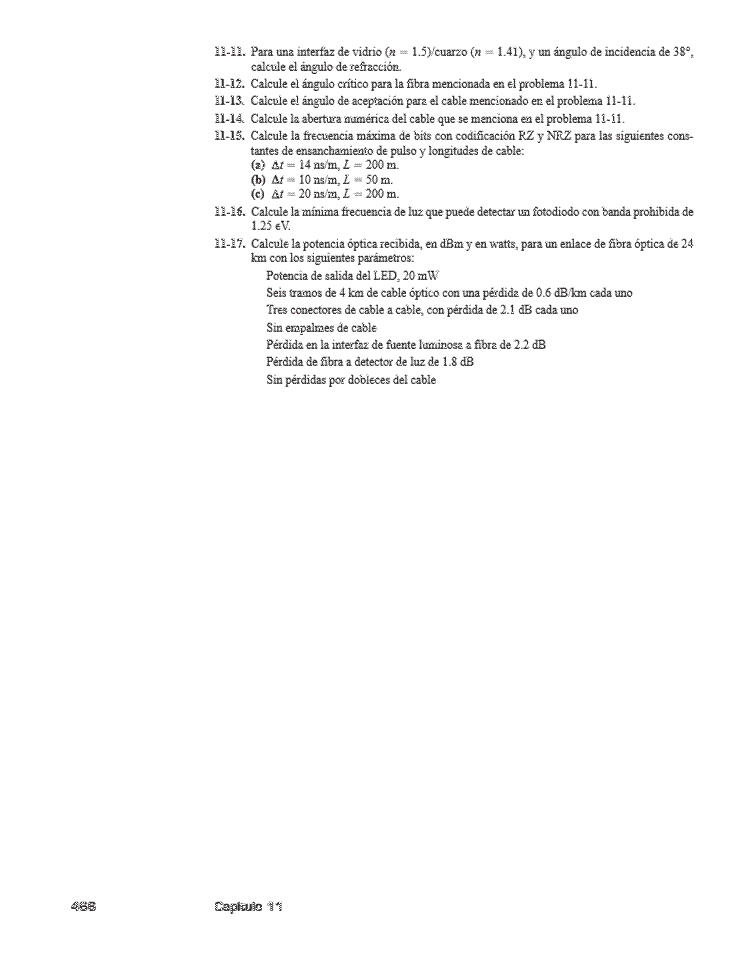 11-11. Para una interfaz de vidrio (n = 1.5)/cuarzo (n = 1.41), y un ángulo de incidencia de 38°,
calcule el ángulo de refracción.
11-12. Calcule el ángulo crítico para la fibra mencionada en el problema 11-11.
11-13. Calcule el ángulo de aceptación para el cable mencionado en el problema 11-11.
11-14. Calcule la abertura numérica del cable que se menciona en el problema 11-11.
11-15. Calcule la frecuencia máxima de bits con codificación RZ y NRZ para las siguientes cons-
tantes de ensanchamiento de pulso y longitudes de cable:
(a) Δt = 14 ns/m, L = 200 m.
(b) Δt = 10 ns/m, L = 50 m.
(c) Δt = 20 ns/m, L = 200 m.
11-16. Calcule la mínima frecuencia de luz que puede detectar un fotodiodo con banda prohibida de
1.25 eV.
11-17. Calcule la potencia óptica recibida, en dBm y en watts, para un enlace de fibra óptica de 24
km con los siguientes parámetros:
Potencia de salida del LED, 20 mW
Seis tramos de 4 km de cable óptico con una pérdida de 0.6 dB/km cada uno
Tres conectores de cable a cable, con pérdida de 2.1 dB cada uno
Sin empalmes de cable
Pérdida en la interfaz de fuente luminosa a fibra de 2.2 dB
Pérdida de fibra a detector de luz de 1.8 dB
Sin pérdidas por dobleces del cable
466 Capítulo 11